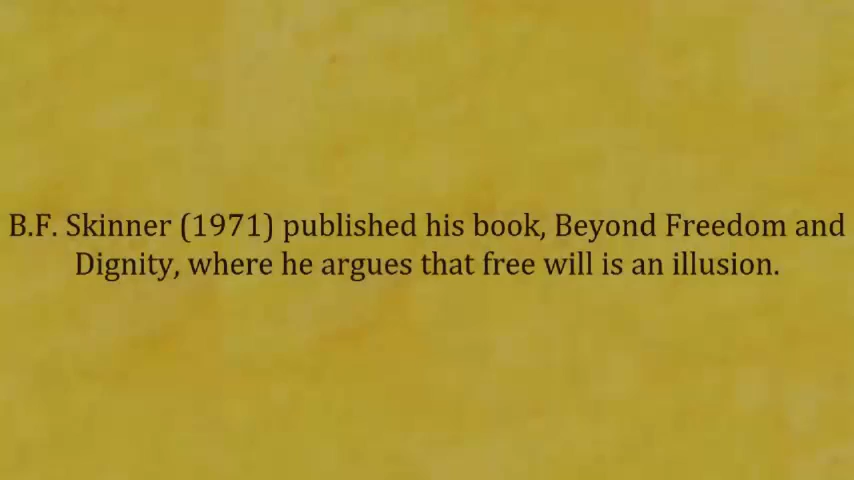 B.F. Skinner (1971) published his book, Beyond Freedom and
Dignity, where he argues that free will is an illusion.